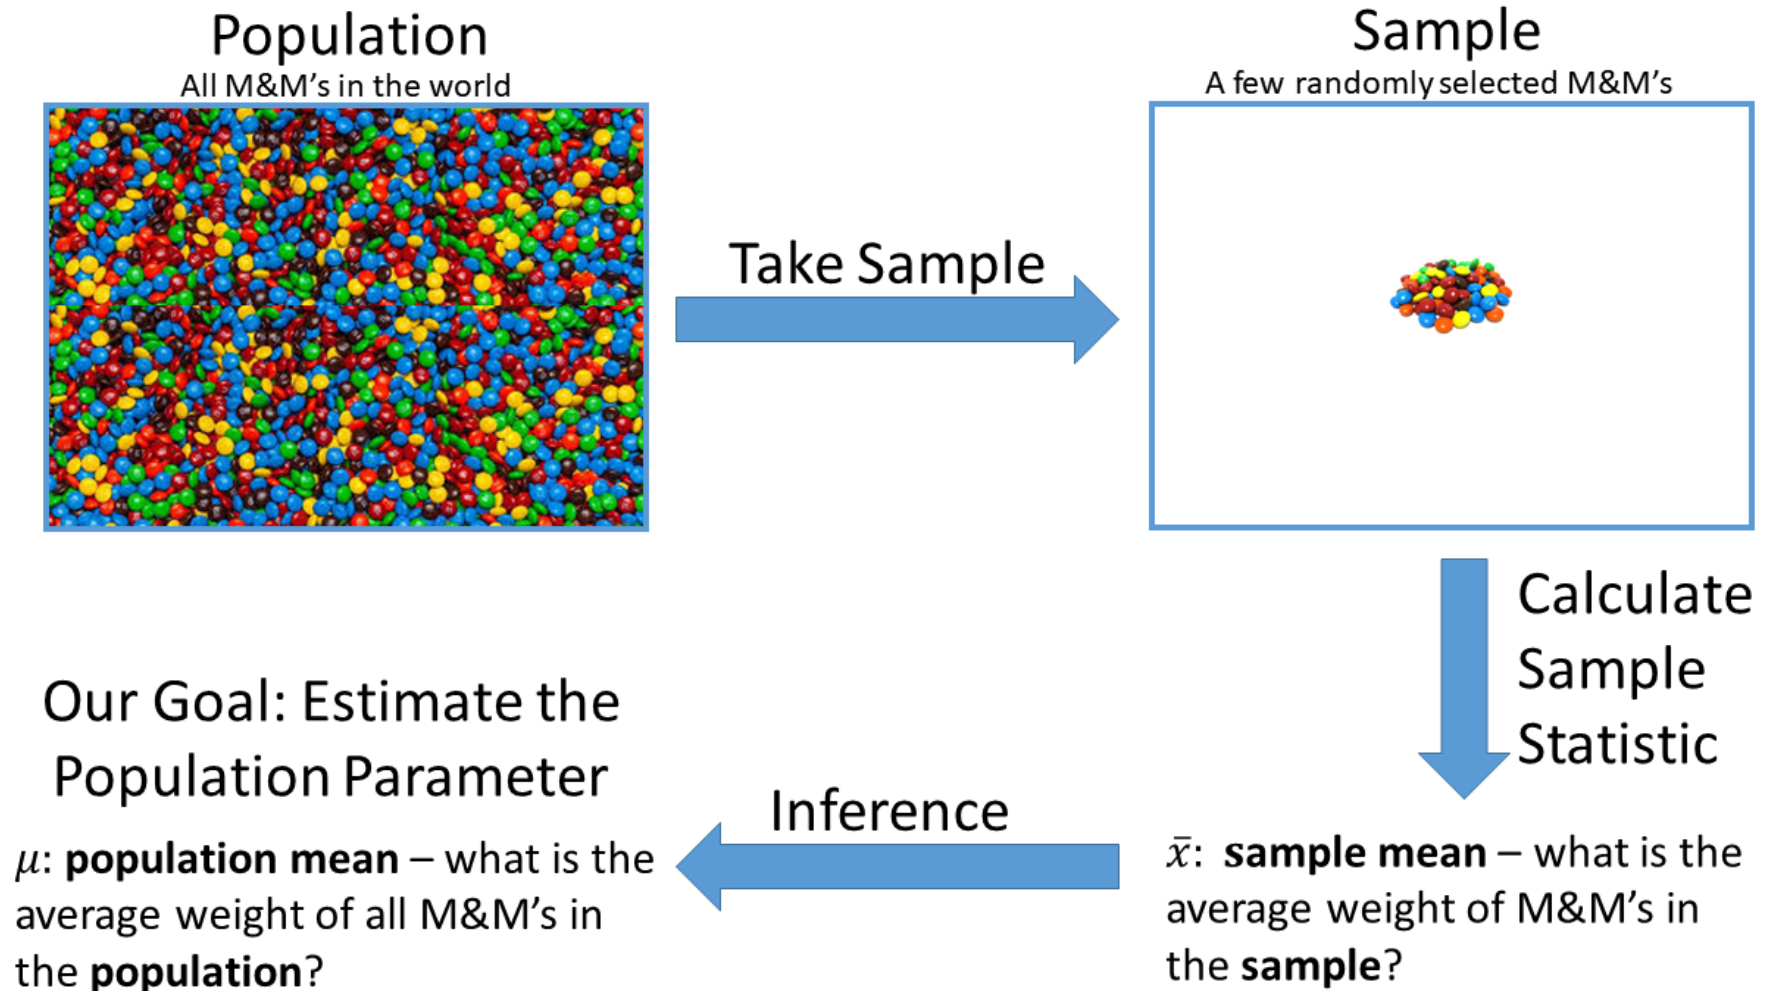 Population
All M&M's in the world
Sample
A few randomly selected M&M's
Take Sample
Calculate
Sample
Statistic
x̄: sample mean – what is the
average weight of M&M's in
the sample?
Inference
Our Goal: Estimate the
Population Parameter
μ: population mean – what is the
average weight of all M&M's in
the population?